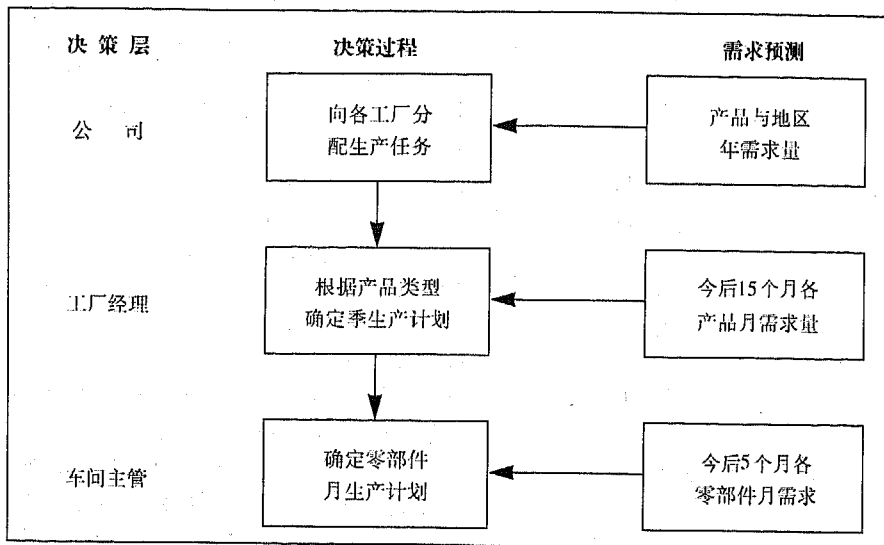 决策层 决策过程 需求预测
公司
向各工厂分
配生产任务
产品与地区
年需求量
工厂经理
根据产品类型
确定季生产计划
今后15个月各
产品月需求量
车间主管
确定零部件
月生产计划
今后5个月各
零部件月需求